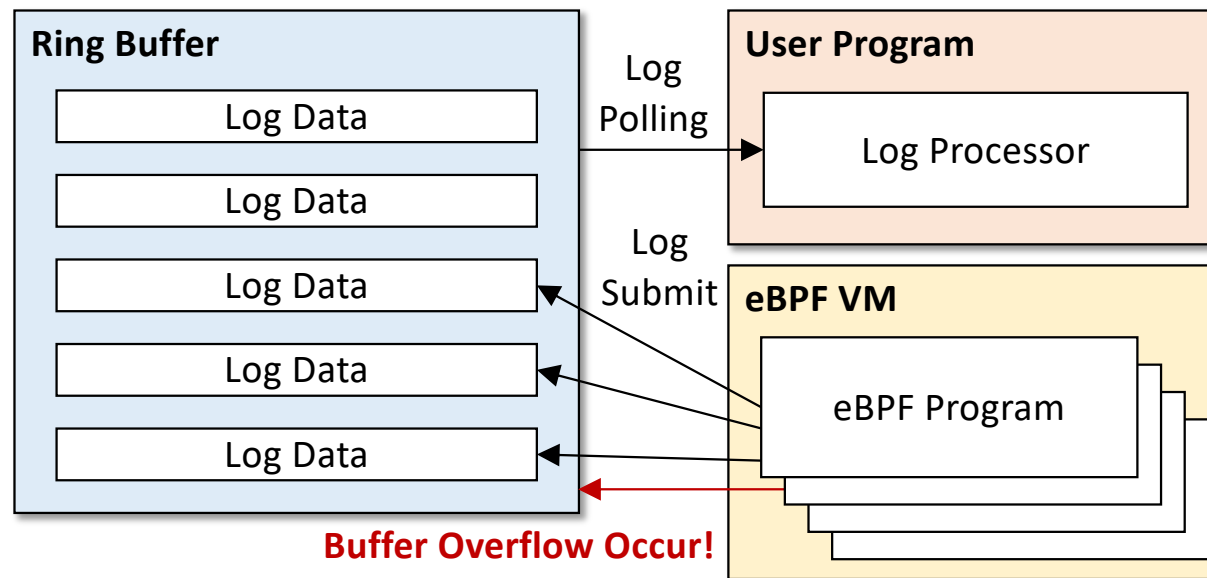 Ring Buffer
Log Data
Log Data
Log Data
Log Data
Log Data
Log
Polling
Log
Submit
User Program
Log Processor
eBPF VM
eBPF Program
Buffer Overflow Occur!